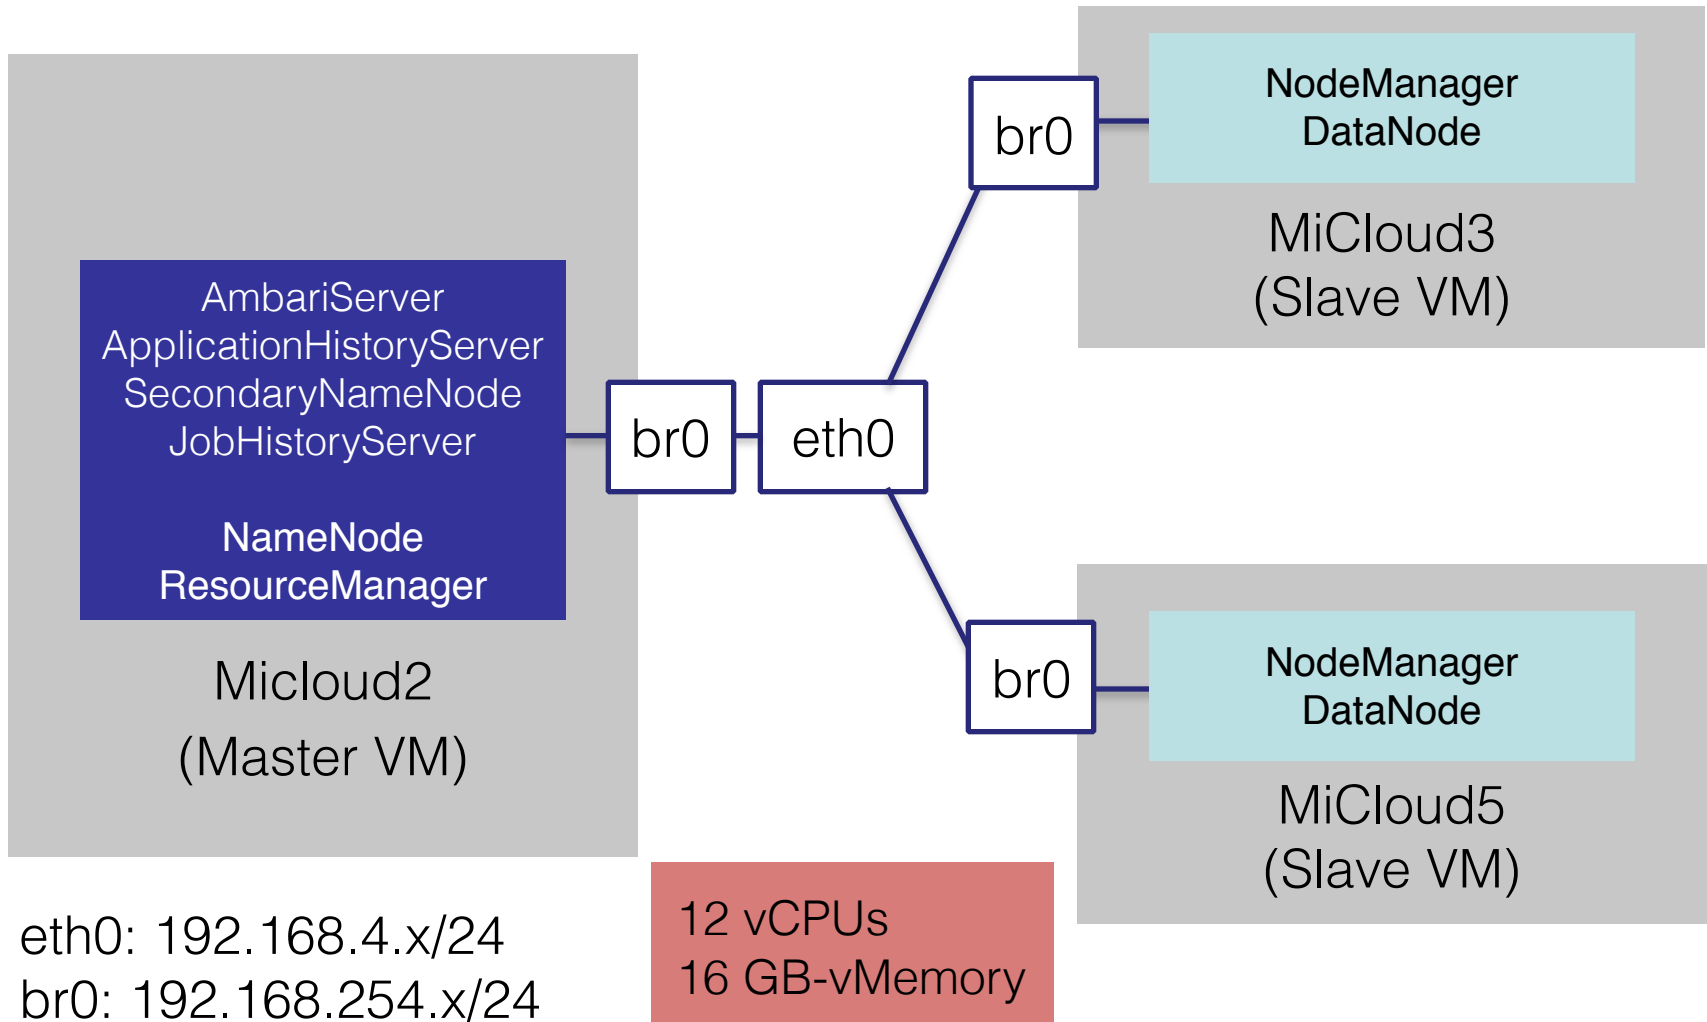 AmbariServer
ApplicationHistoryServer
SecondaryNameNode
JobHistoryServer
NameNode
ResourceManager
Micloud2
(Master VM)
br0
eth0
br0
NodeManager
DataNode
MiCloud3
(Slave VM)
br0
NodeManager
DataNode
MiCloud5
(Slave VM)
eth0: 192.168.4.x/24
br0: 192.168.254.x/24
12 vCPUs
16 GB-vMemory